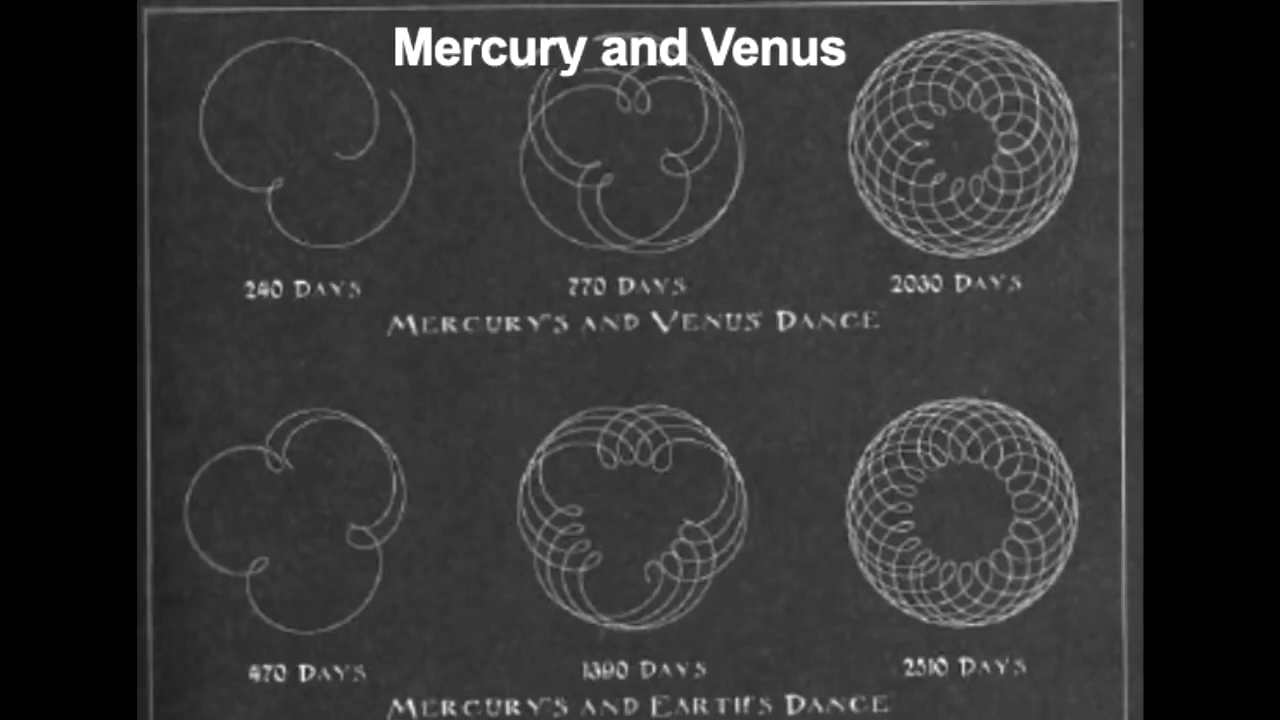 Mercury and Venus
240 DAYS
770 DAYS
2030 DAYS
MERCURY'S AND VENUS' DANCE
470 DAYS
1390 DAYS
2510 DAYS
MERCURY'S AND EARTH'S DANCE